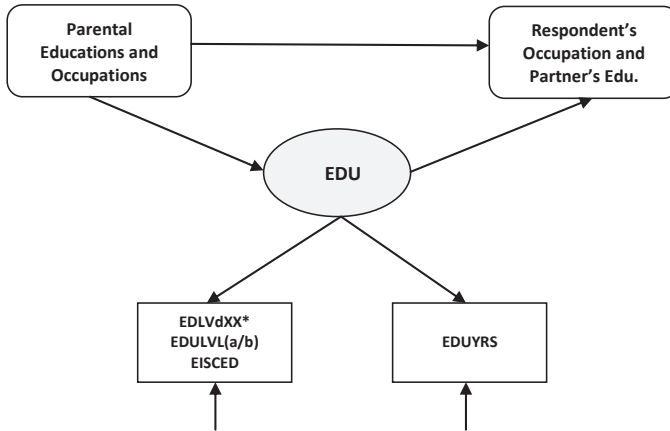 Parental
Educations and
Occupations
Respondent's
Occupation and
Partner's Edu.
EDU
EDLVdXX*
EDULVL(a/b)
EISCED
EDUYRS